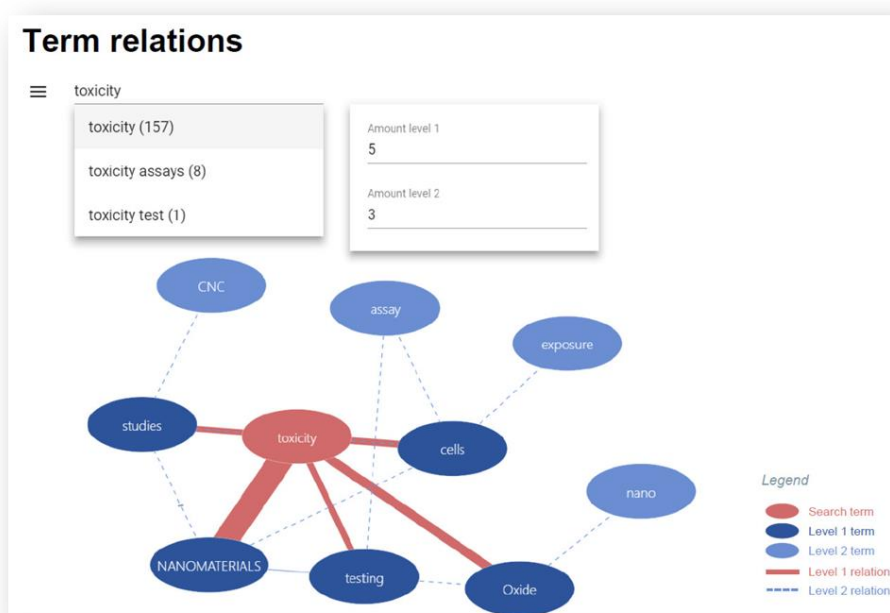 Term relations
toxicity
toxicity (157)
toxicity assays (8)
toxicity test (1)
Amount level 1
5
Amount level 2
3
CNC
assay
exposure
studies
toxicity
cells
nano
NANOMATERIALS
testing
Oxide
Legend
Search term
Level 1 term
Level 2 term
Level 1 relation
Level 2 relation